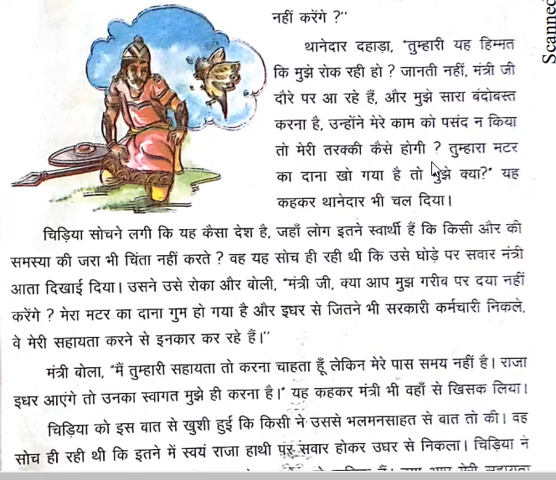 नहीं करेंगे ?"
थानेदार दहाड़ा, "तुम्हारी यह हिम्मत
कि मुझे रोक रही हो ? जानती नहीं, मंत्री जी
दौरे पर आ रहे हैं, और मुझे सारा बंदोबस्त
करना है, उन्होंने मेरे काम को पसंद न किया
तो मेरी तरक्की कैसे होगी ? तुम्हारा मटर
का दाना खो गया है तो मुझे क्या?" यह
कहकर थानेदार भी चल दिया।
चिड़िया सोचने लगी कि यह कैसा देश है, जहाँ लोग इतने स्वार्थी हैं कि किसी और की
समस्या की जरा भी चिंता नहीं करते ? वह यह सोच ही रही थी कि उसे घोड़े पर सवार मंत्री
आता दिखाई दिया। उसने उसे रोका और बोली, "मंत्री जी, क्या आप मुझ गरीब पर दया नहीं
करेंगे ? मेरा मटर का दाना गुम हो गया है और इधर से जितने भी सरकारी कर्मचारी निकले,
वे मेरी सहायता करने से इनकार कर रहे हैं।"
मंत्री बोला, "मैं तुम्हारी सहायता तो करना चाहता हूँ लेकिन मेरे पास समय नहीं है। राजा
इधर आएंगे तो उनका स्वागत मुझे ही करना है।" यह कहकर मंत्री भी वहाँ से खिसक लिया।
चिड़िया को इस बात से खुशी हुई कि किसी ने उससे भलमनसाहत से बात तो की। वह
सोच ही रही थी कि इतने में स्वयं राजा हाथी पर सवार होकर उधर से निकला। चिड़िया ने
Scanned